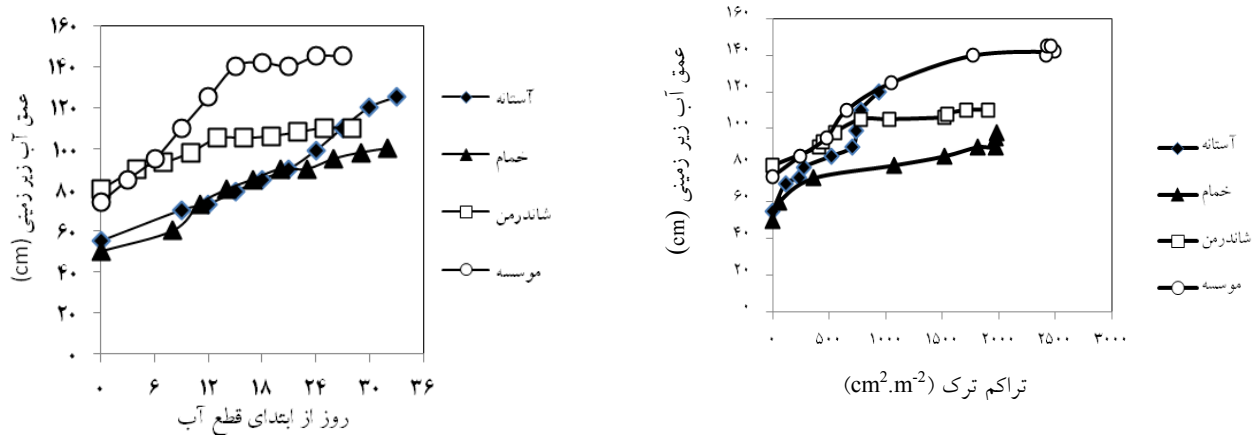 عمق آب زیر زمینی (cm)
۱۶۰
۱۴۰
۱۲۰
۱۰۰
۸۰
۶۰
۴۰
۲۰
۰
۰ ۶ ۱۲ ۱۸ ۲۴ ۳۰ ۳۶
روز از ابتدای قطع آب
آستانه
خمام
شاندرمن
موسسه
عمق آب زیر زمینی (cm)
۱۶۰
۱۴۰
۱۲۰
۱۰۰
۸۰
۶۰
۴۰
۲۰
۰
۰ ۵۰۰ ۱۰۰۰ ۱۵۰۰ ۲۰۰۰ ۲۵۰۰ ۳۰۰۰
تراکم ترک (cm².m⁻²)
آستانه
خمام
شاندرمن
موسسه